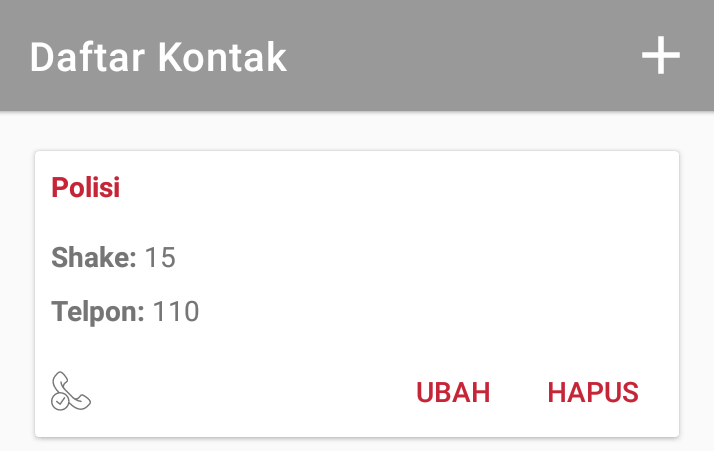 Daftar Kontak
Polisi
Shake: 15
Telpon: 110
UBAH HAPUS